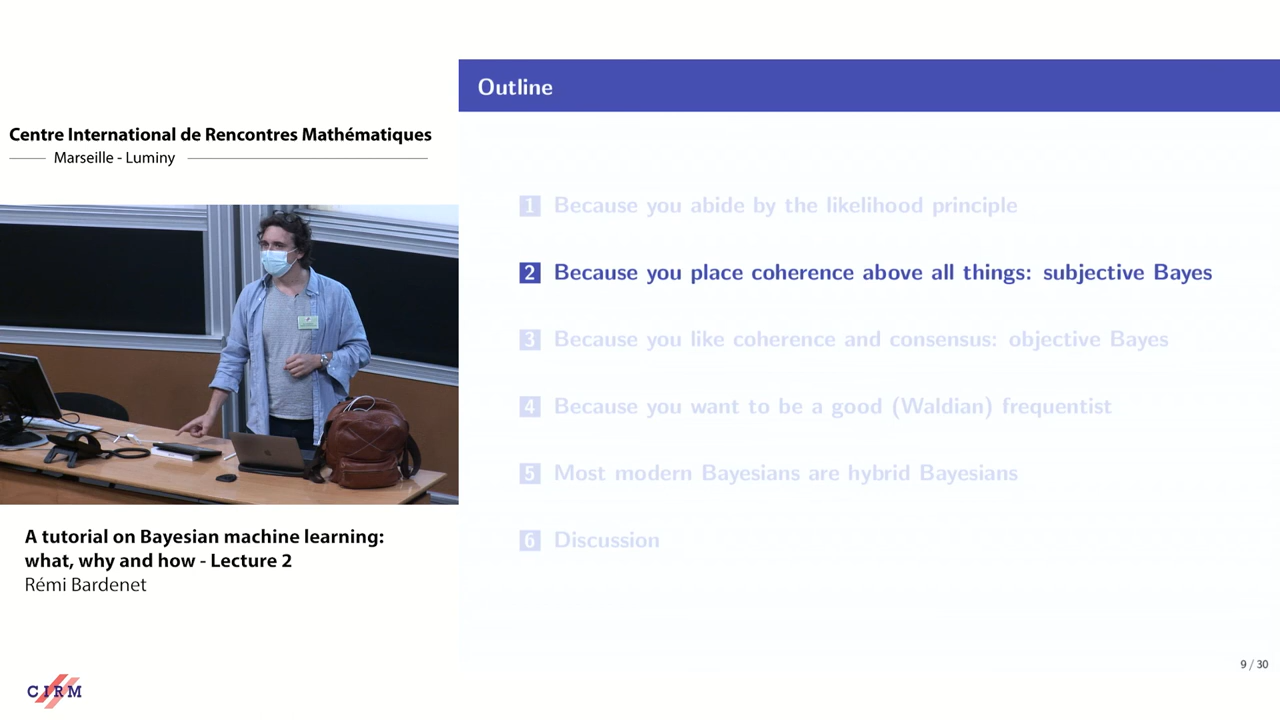 Outline
Centre International de Rencontres Mathématiques
Marseille - Luminy
1 Because you abide by the likelihood principle
2 Because you place coherence above all things: subjective Bayes
3 Because you like coherence and consensus: objective Bayes
4 Because you want to be a good (Waldian) frequentist
5 Most modern Bayesians are hybrid Bayesians
6 Discussion
A tutorial on Bayesian machine learning:
what, why and how - Lecture 2
Rémi Bardenet
9 / 30
CIRM